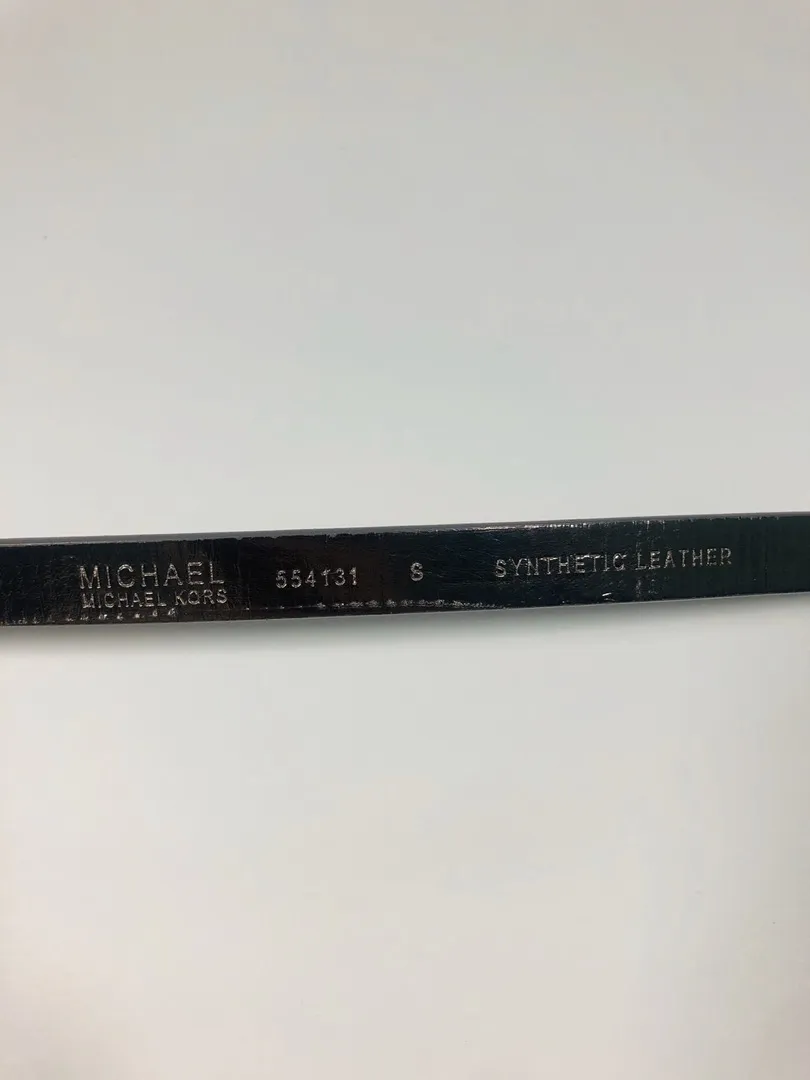 MICHAEL
MICHAEL KORS
554131
S
SYNTHETIC LEATHER